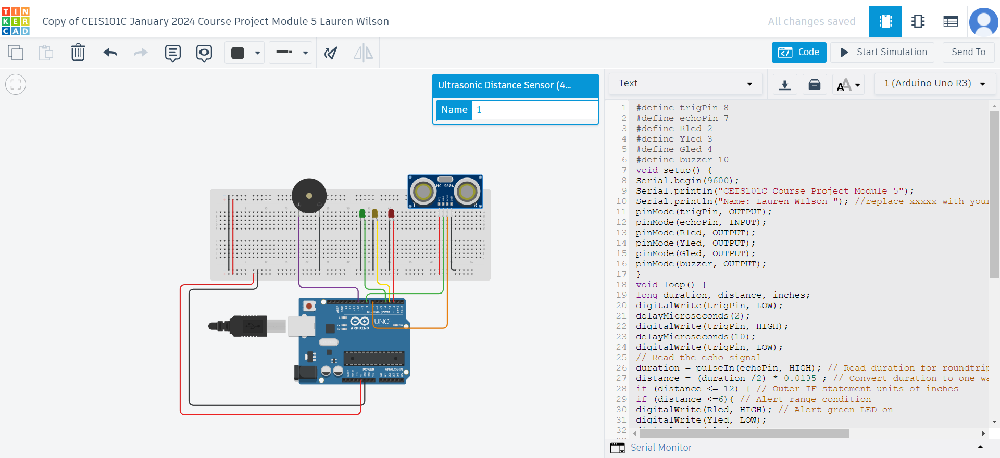 TIN
KER
CAD
Copy of CEIS101C January 2024 Course Project Module 5 Lauren Wilson
All changes saved
Code
Start Simulation
Send To
Ultrasonic Distance Sensor (4...
Name 1
Text
1 (Arduino Uno R3)
HC-SR04
T R
DIGITAL (PWM~)
UNO
ARDUINO
L
TX
RX
ON
POWER ANALOG IN
1 #define trigPin 8
2 #define echoPin 7
3 #define Rled 2
4 #define Yled 3
5 #define Gled 4
6 #define buzzer 10
7 void setup() {
8 Serial.begin(9600);
9 Serial.println("CEIS101C Course Project Module 5");
10 Serial.println("Name: Lauren WIlson "); //replace xxxxx with your
11 pinMode(trigPin, OUTPUT);
12 pinMode(echoPin, INPUT);
13 pinMode(Rled, OUTPUT);
14 pinMode(Yled, OUTPUT);
15 pinMode(Gled, OUTPUT);
16 pinMode(buzzer, OUTPUT);
17 }
18 void loop() {
19 long duration, distance, inches;
20 digitalWrite(trigPin, LOW);
21 delayMicroseconds(2);
22 digitalWrite(trigPin, HIGH);
23 delayMicroseconds(10);
24 digitalWrite(trigPin, LOW);
25 // Read the echo signal
26 duration = pulseIn(echoPin, HIGH); // Read duration for roundtrip
27 distance = (duration /2) * 0.0135 ; // Convert duration to one wa
28 if (distance <= 12) { // Outer IF statement units of inches
29 if (distance <=6){ // Alert range condition
30 digitalWrite(Rled, HIGH); // Alert green LED on
31 digitalWrite(Yled, LOW);
32
Serial Monitor